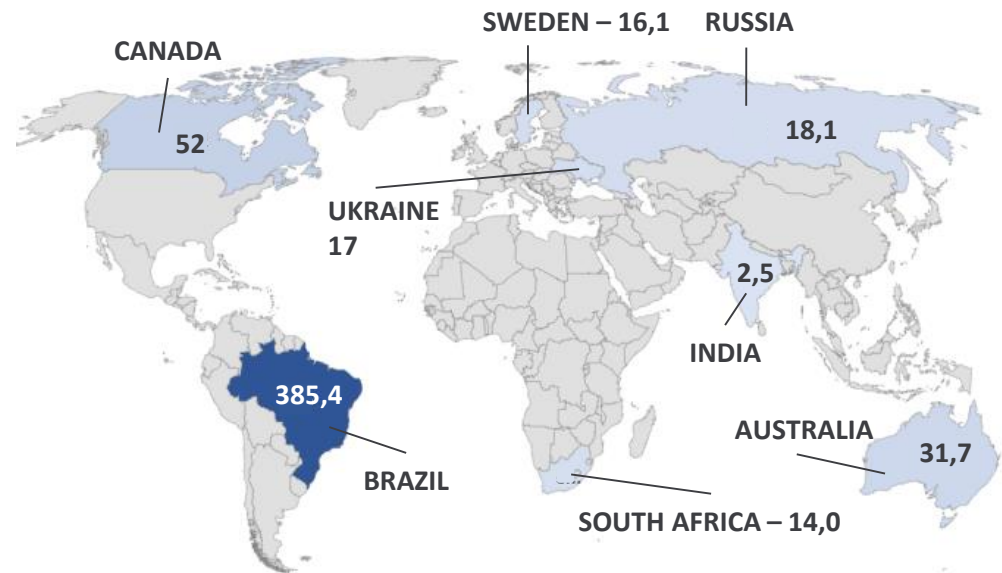 SWEDEN – 16,1
RUSSIA
CANADA
52
18,1
UKRAINE
17
2,5
INDIA
385,4
BRAZIL
AUSTRALIA
31,7
SOUTH AFRICA – 14,0